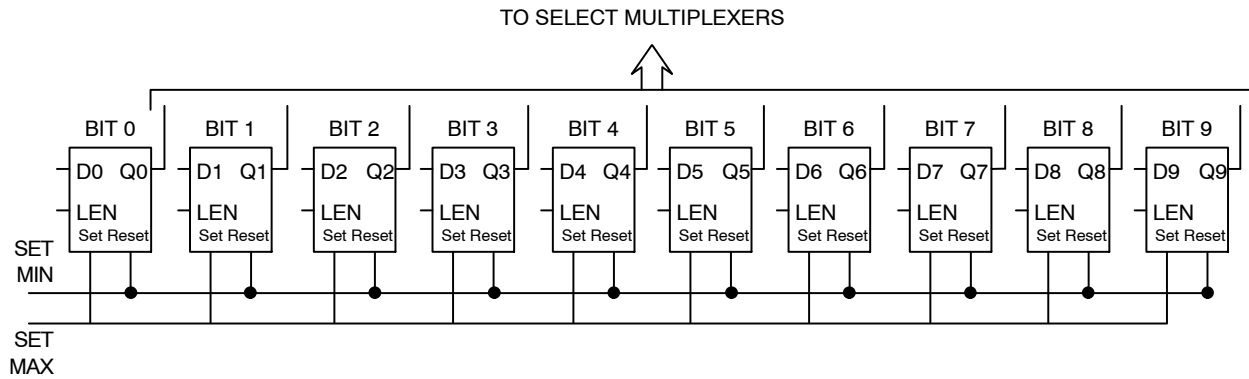 TO SELECT MULTIPLEXERS
BIT 0 BIT 1 BIT 2 BIT 3 BIT 4 BIT 5 BIT 6 BIT 7 BIT 8 BIT 9
D0 Q0 D1 Q1 D2 Q2 D3 Q3 D4 Q4 D5 Q5 D6 Q6 D7 Q7 D8 Q8 D9 Q9
LEN LEN LEN LEN LEN LEN LEN LEN LEN LEN
Set Reset Set Reset Set Reset Set Reset Set Reset Set Reset Set Reset Set Reset Set Reset Set Reset
SET
MIN
SET
MAX